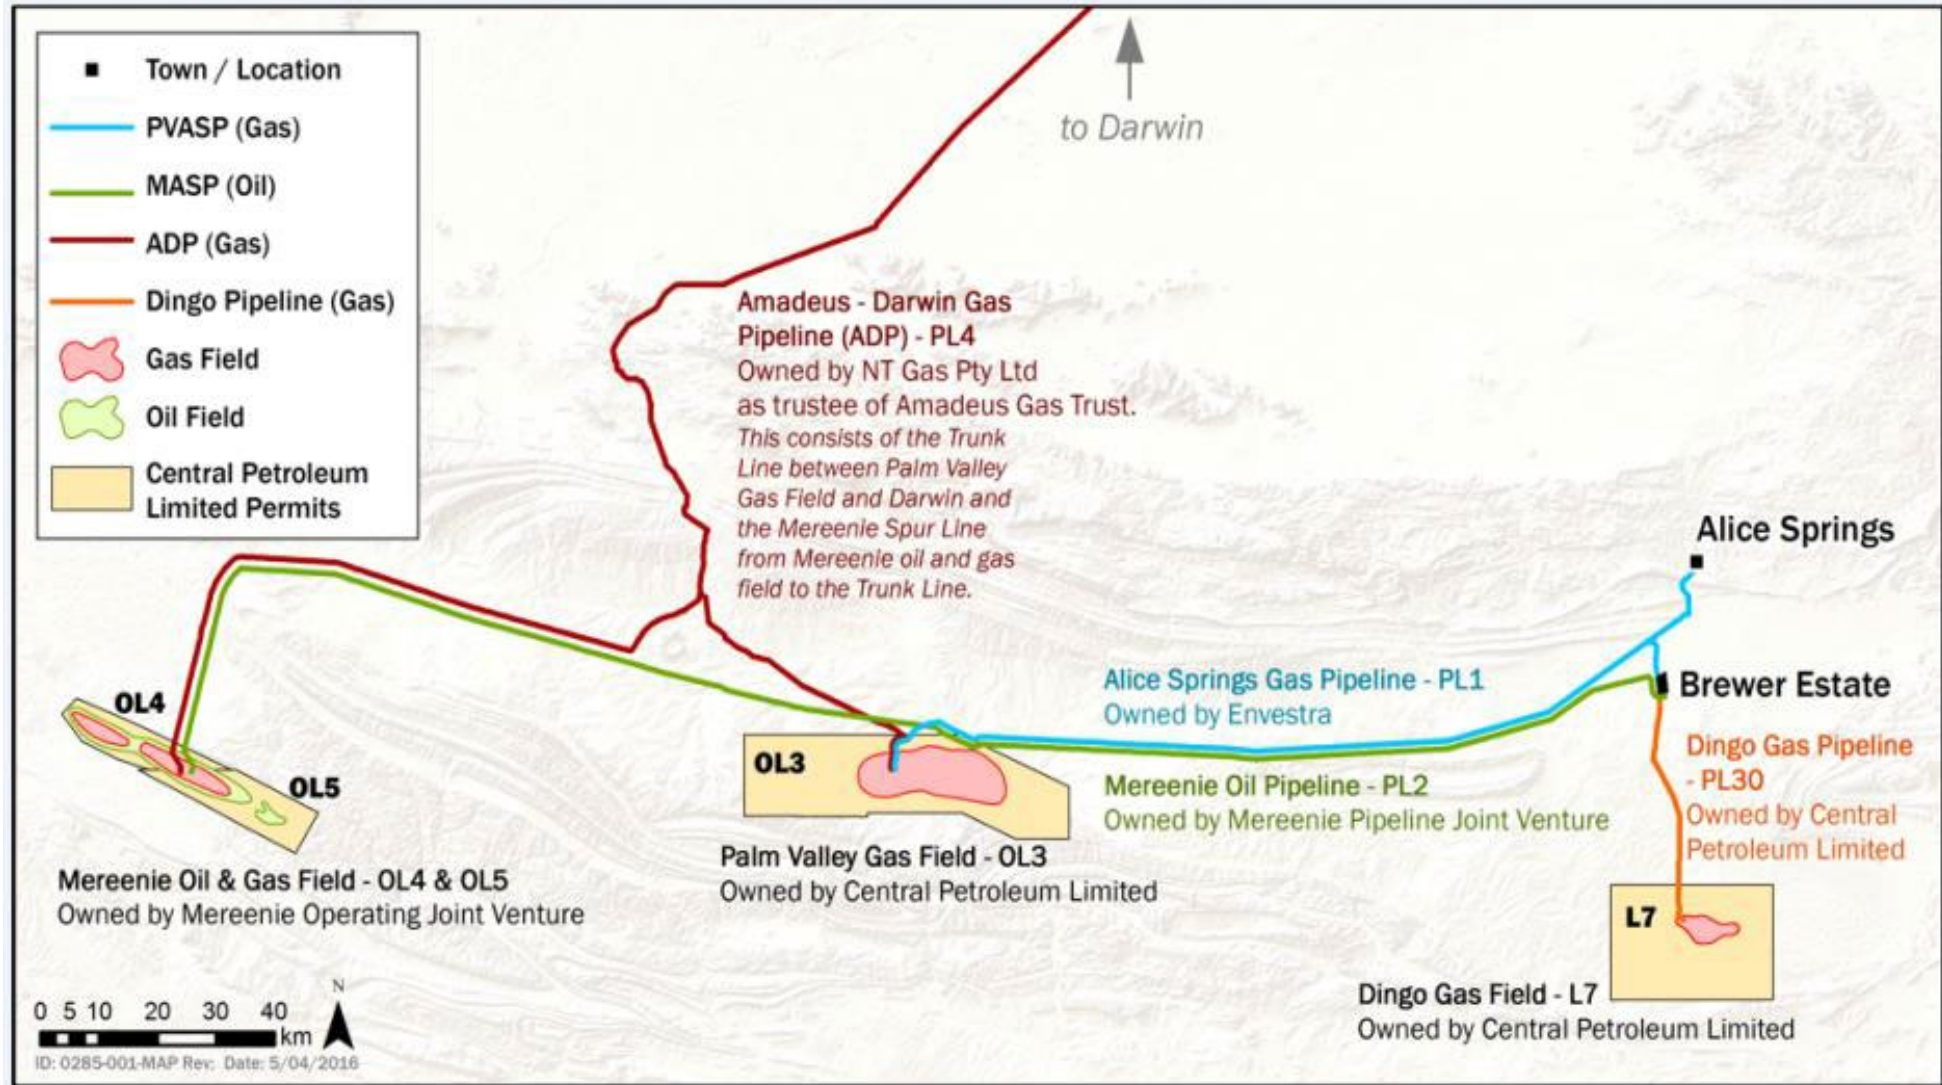 Town / Location
PVASP (Gas)
MASP (Oil)
ADP (Gas)
Dingo Pipeline (Gas)
Gas Field
Oil Field
Central Petroleum
Limited Permits
to Darwin
Amadeus - Darwin Gas
Pipeline (ADP) - PL4
Owned by NT Gas Pty Ltd
as trustee of Amadeus Gas Trust.
This consists of the Trunk
Line between Palm Valley
Gas Field and Darwin and
the Mereenie Spur Line
from Mereenie oil and gas
field to the Trunk Line.
Alice Springs
Brewer Estate
Alice Springs Gas Pipeline - PL1
Owned by Envestra
Mereenie Oil Pipeline - PL2
Owned by Mereenie Pipeline Joint Venture
Dingo Gas Pipeline
- PL30
Owned by Central
Petroleum Limited
OL4
OL5
Mereenie Oil & Gas Field - OL4 & OL5
Owned by Mereenie Operating Joint Venture
OL3
Palm Valley Gas Field - OL3
Owned by Central Petroleum Limited
L7
Dingo Gas Field - L7
Owned by Central Petroleum Limited
N
0 5 10 20 30 40
km
ID: 0285-001-MAP Rev: Date: 5/04/2016